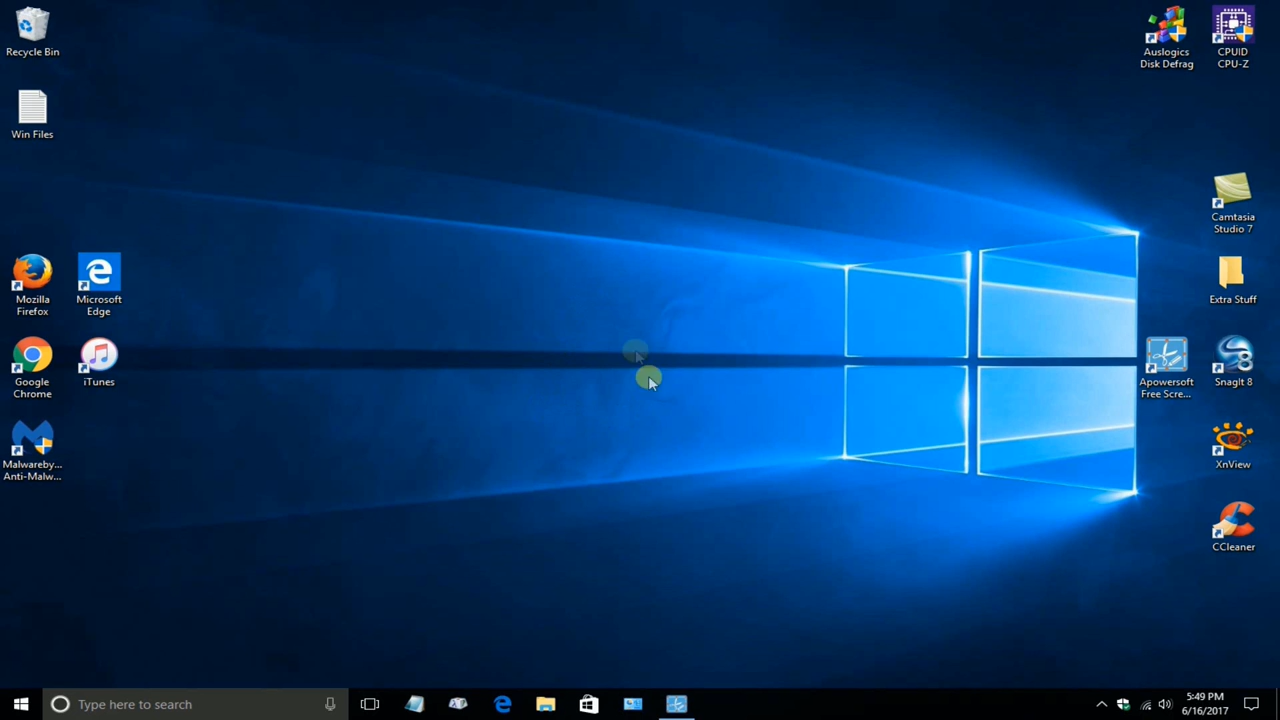 Recycle Bin
Win Files
Mozilla
Firefox
Microsoft
Edge
Google
Chrome
iTunes
Malwareby...
Anti-Malw...
Auslogics
Disk Defrag
CPUID
CPU-Z
Camtasia
Studio 7
Extra Stuff
Apowersoft
Free Scre...
SnagIt 8
XnView
CCleaner
Type here to search
5:49 PM
6/16/2017